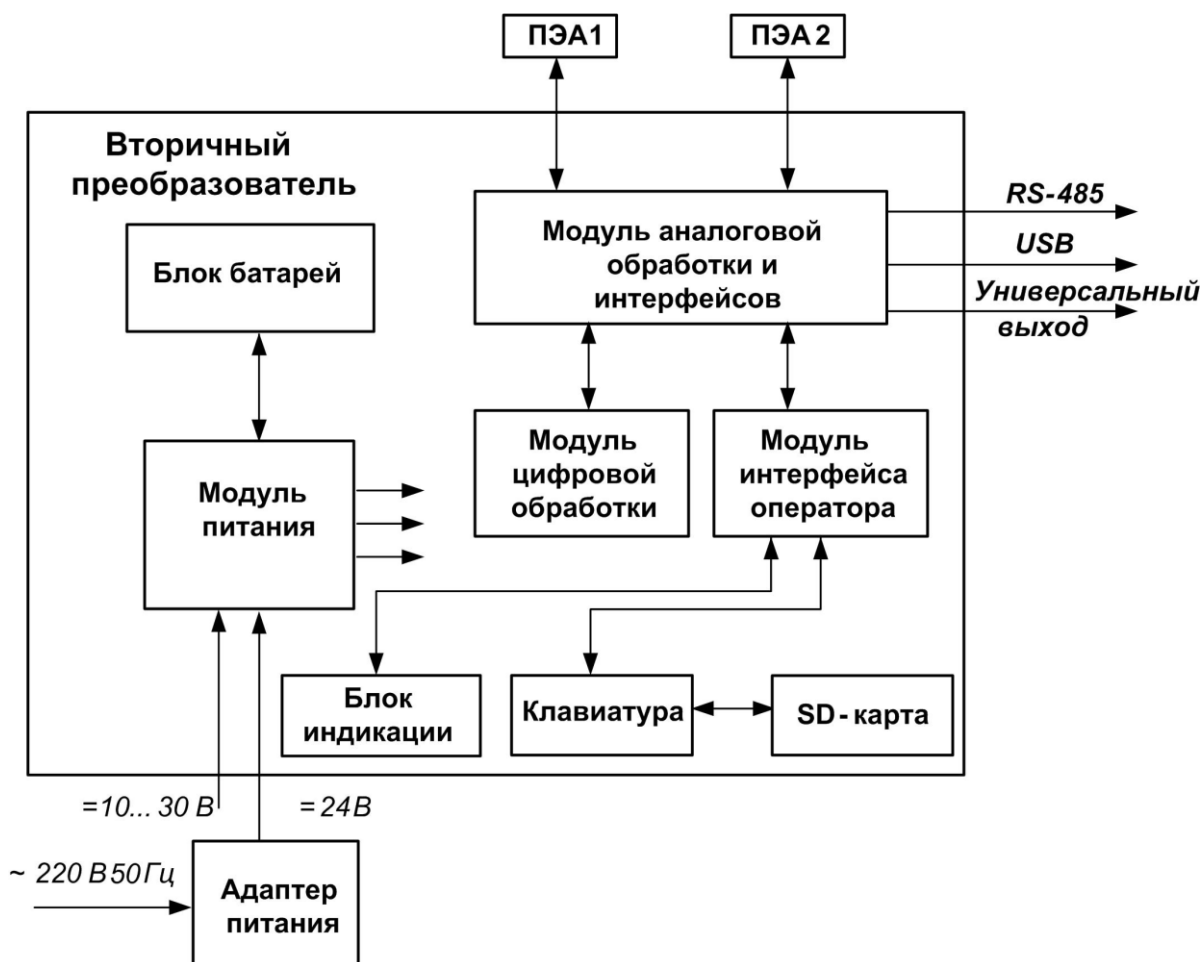 ПЭА1
ПЭА 2
Вторичный
преобразователь
Блок батарей
Модуль аналоговой
обработки и
интерфейсов
RS-485
USB
Универсальный
выход
Модуль
питания
Модуль
цифровой
обработки
Модуль
интерфейса
оператора
Блок
индикации
Клавиатура
SD - карта
=10... 30 В
= 24 В
~ 220 В 50 Гц
Адаптер
питания